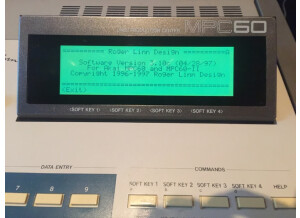 MPC60
======= Roger Linn Design =======
Software Version .10 (04/28/97)
For Akai MPC60 and MPC60-II
Copyright 1996-1997 Roger Linn Design
(Exit)
<SOFT KEY 1> <SOFT KEY 2> <SOFT KEY 3> <SOFT KEY 4>
DATA ENTRY
COMMANDS
SOFT KEY 1 SOFT KEY 2 SOFT KEY 3 SOFT KEY 4 HELP
7 8 9